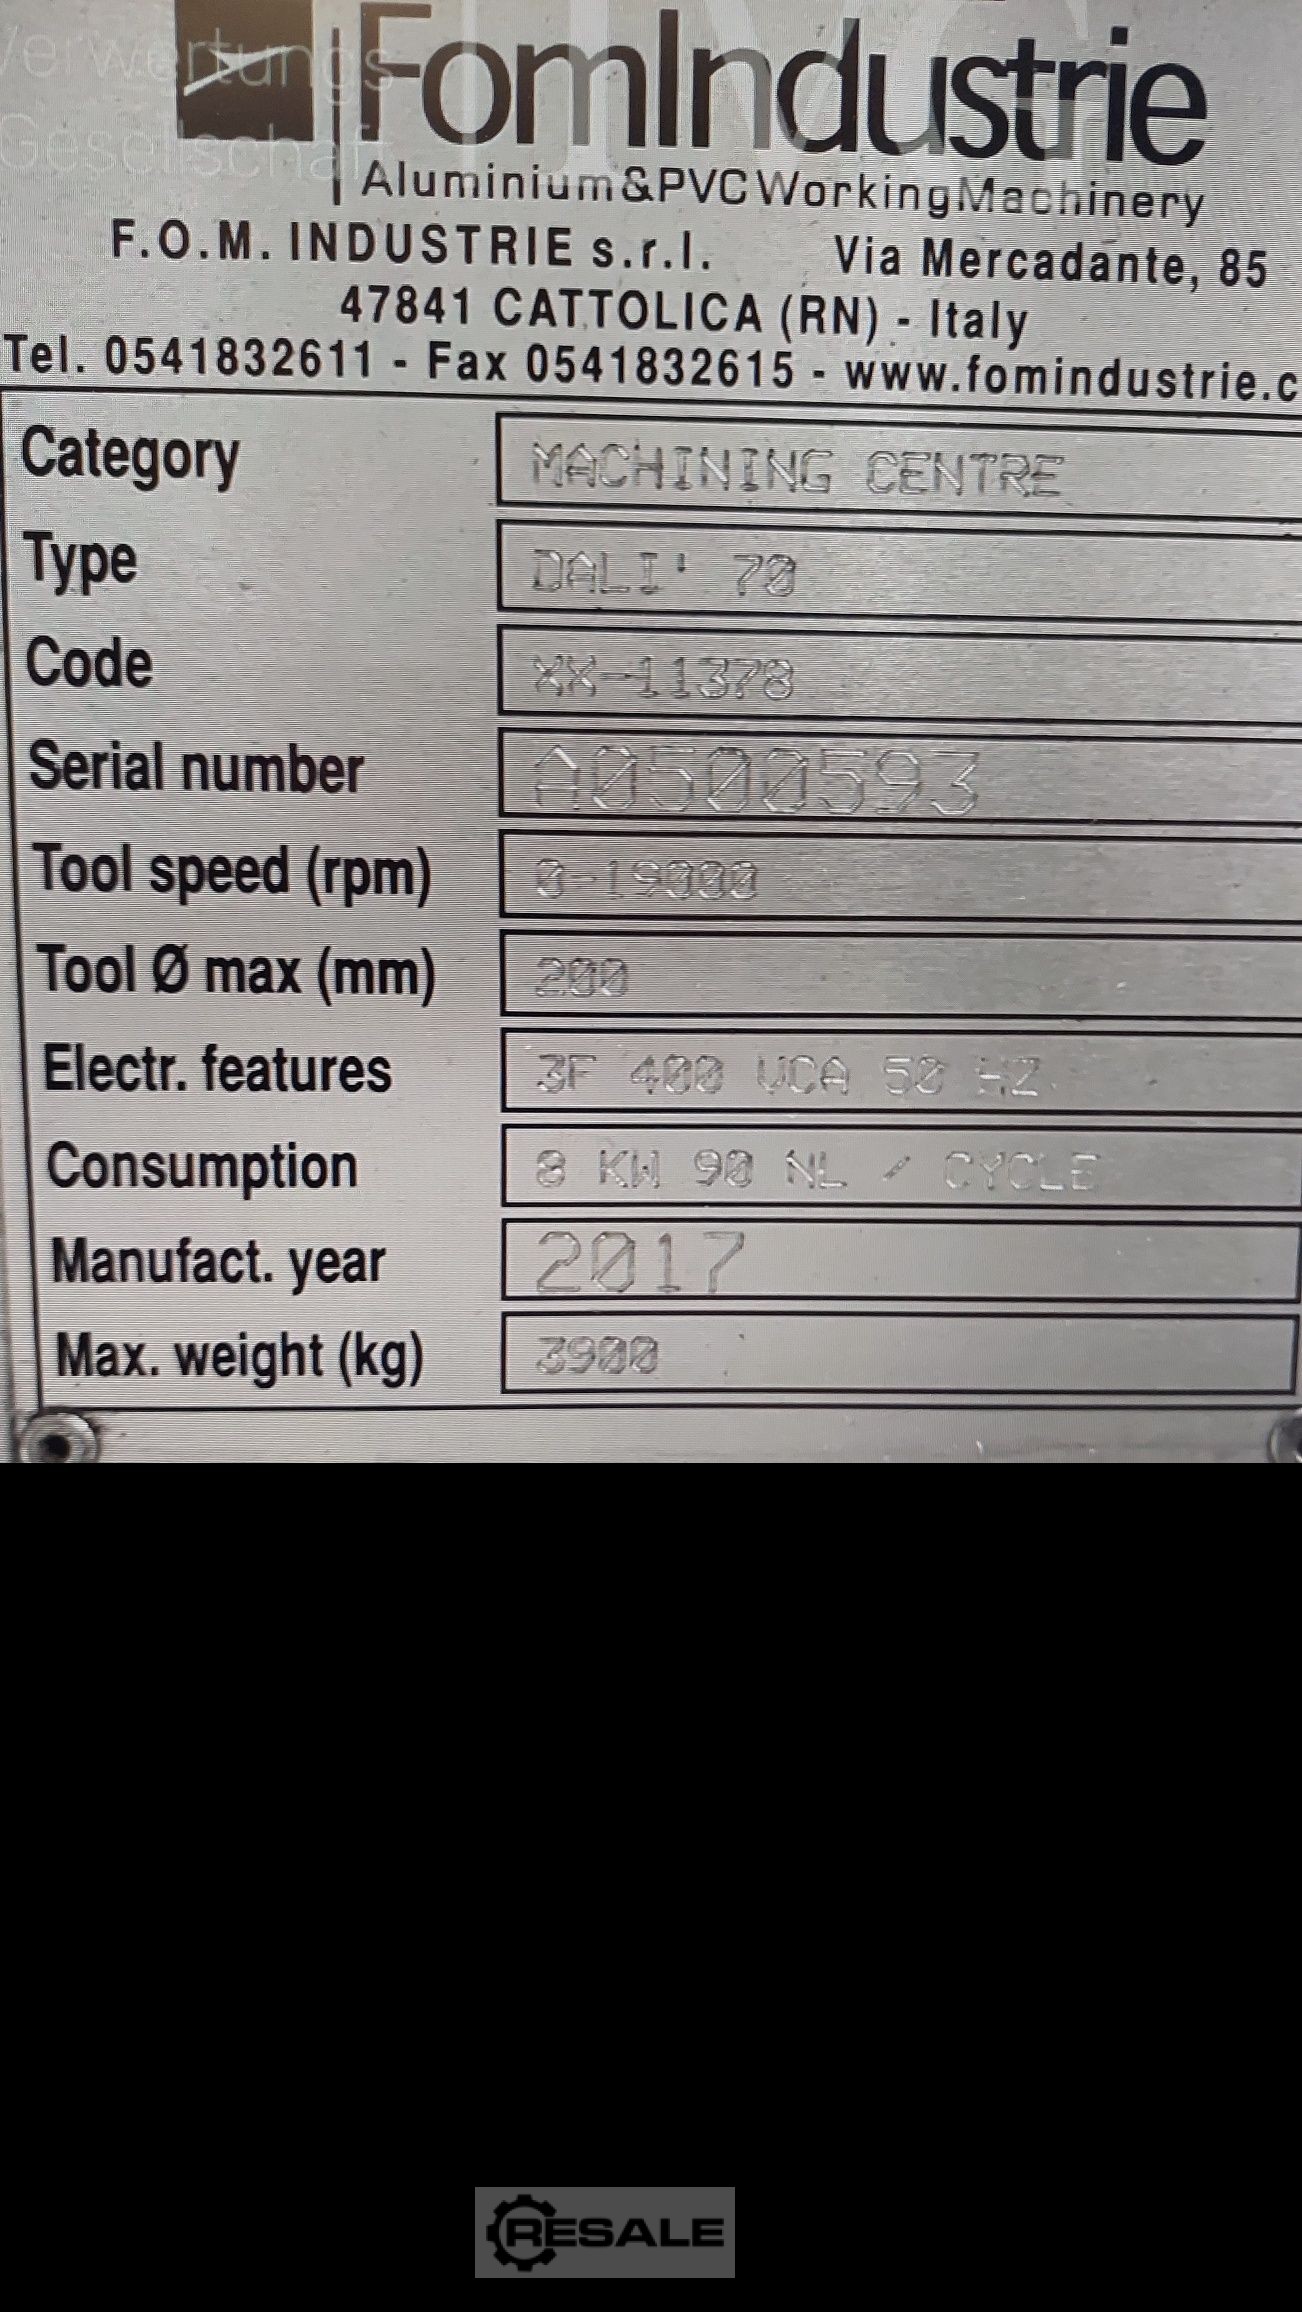 Verwertungs
Gesellschaft
FomIndustrie
Aluminium&PVCWorkingMachinery
F.O.M. INDUSTRIE s.r.l. Via Mercadante, 85
47841 CATTOLICA (RN) - Italy
Tel. 0541832611 - Fax 0541832615 - www.fomindustrie.c
Category MACHINING CENTRE
Type DALI' 70
Code XX-11378
Serial number A0500593
Tool speed (rpm) 0-19000
Tool Ø max (mm) 200
Electr. features 3F 400 VCA 50 HZ
Consumption 8 KW 90 NL / CYCLE
Manufact. year 2017
Max. weight (kg) 3900
RESALE